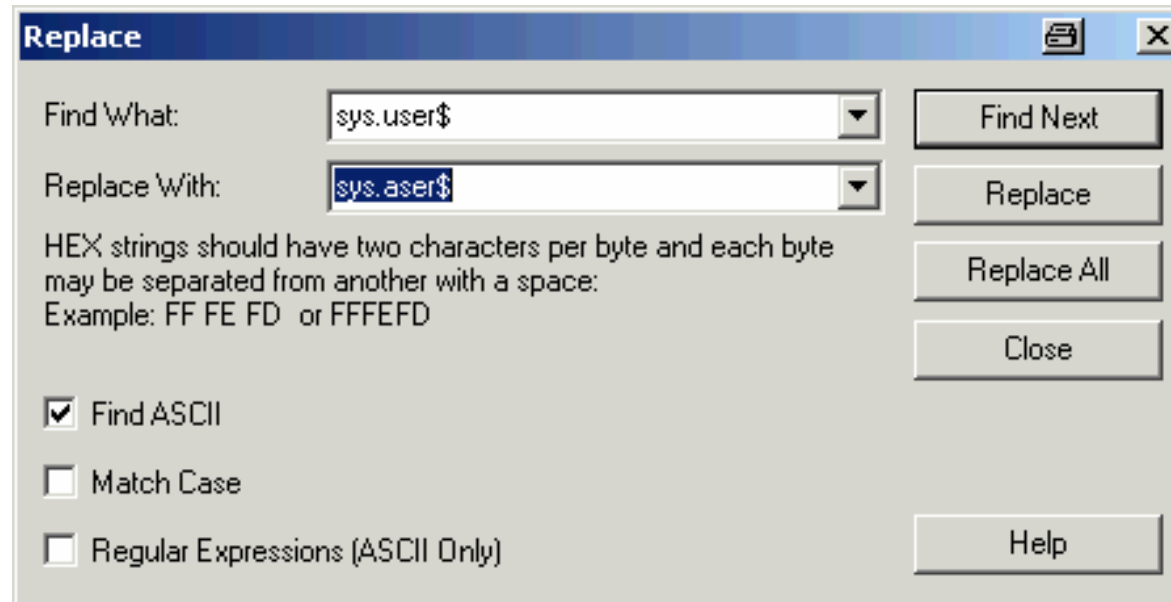 Replace
Find What: sys.user$ Find Next
Replace With: sys.aser$ Replace
HEX strings should have two characters per byte and each byte
may be separated from another with a space:
Example: FF FE FD or FFFEFD
Replace All
Close
Find ASCII
Match Case
Regular Expressions (ASCII Only)
Help